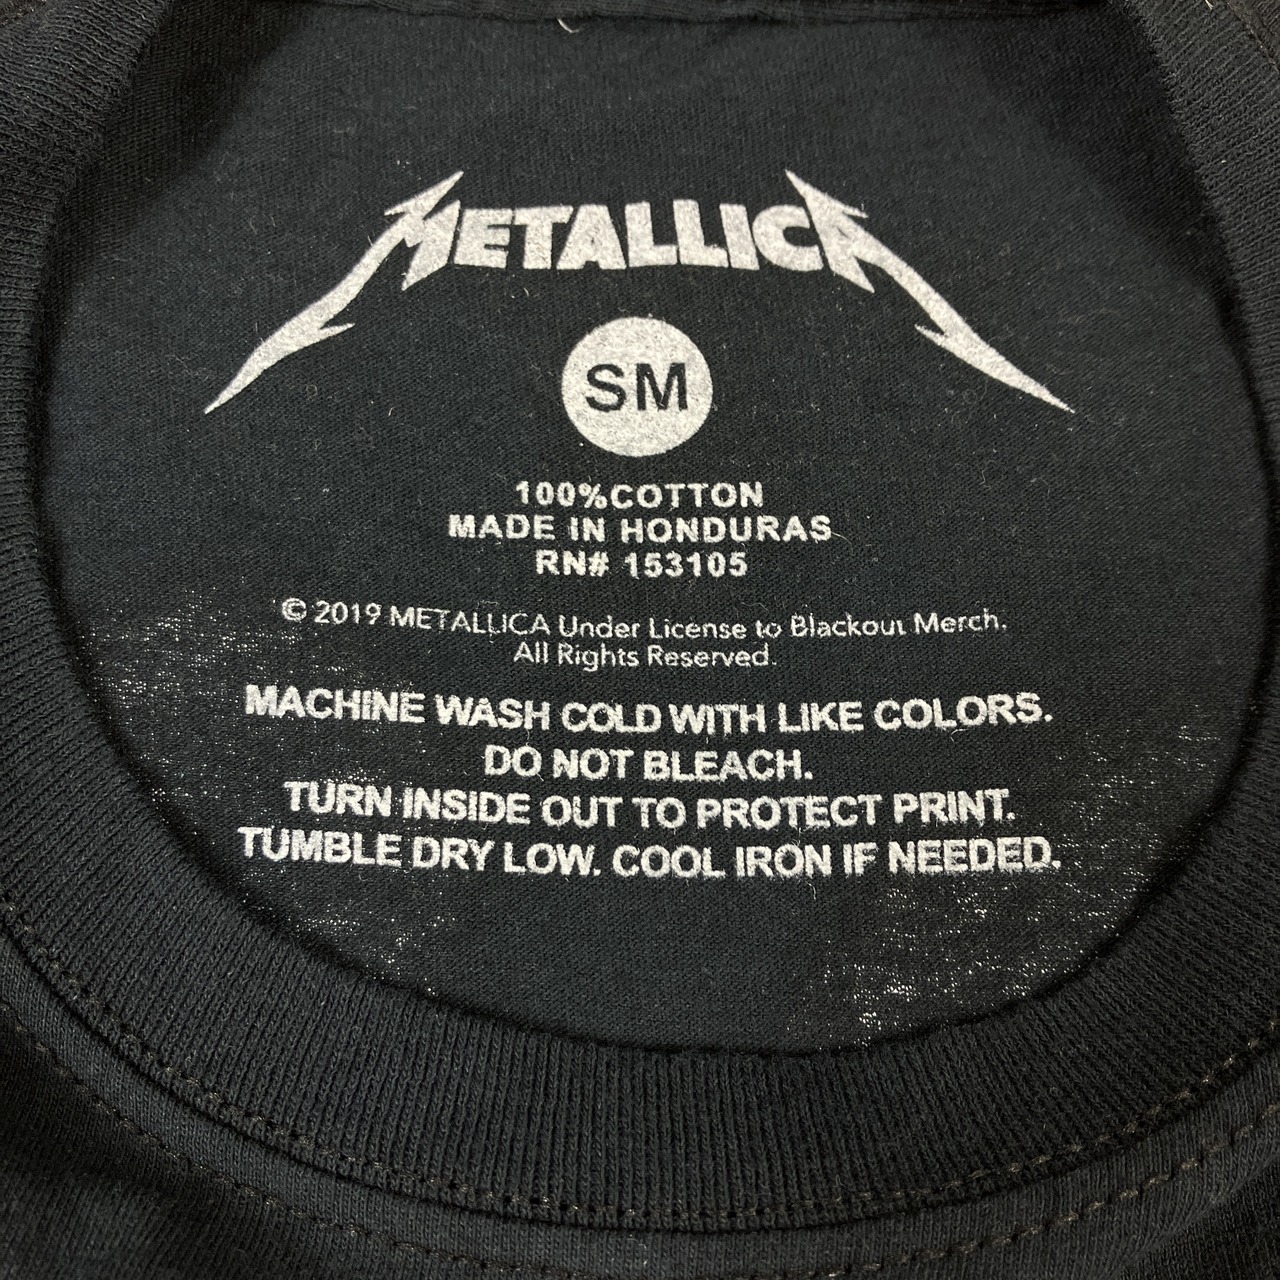 METALLICA
SM
100%COTTON
MADE IN HONDURAS
RN# 153105
© 2019 METALLICA Under License to Blackout Merch.
All Rights Reserved.
MACHINE WASH COLD WITH LIKE COLORS.
DO NOT BLEACH.
TURN INSIDE OUT TO PROTECT PRINT.
TUMBLE DRY LOW. COOL IRON IF NEEDED.